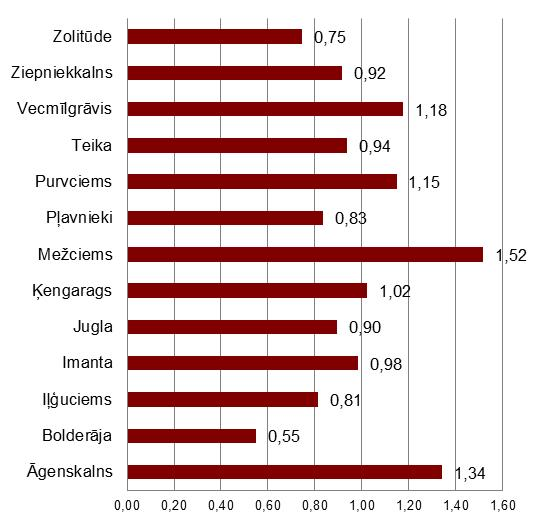 Zolitūde 0,75
Ziepniekkalns 0,92
Vecmīlgrāvis 1,18
Teika 0,94
Purvciems 1,15
Pļavnieki 0,83
Mežciems 1,52
Ķengarags 1,02
Jugla 0,90
Imanta 0,98
Iļģuciems 0,81
Bolderāja 0,55
Āgenskalns 1,34
0,00 0,20 0,40 0,60 0,80 1,00 1,20 1,40 1,60